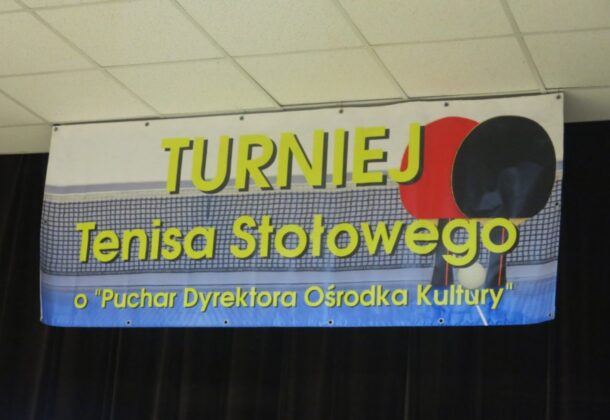 TURNIEJ
Tenisa Stołowego
o "Puchar Dyrektora Ośrodka Kultury"